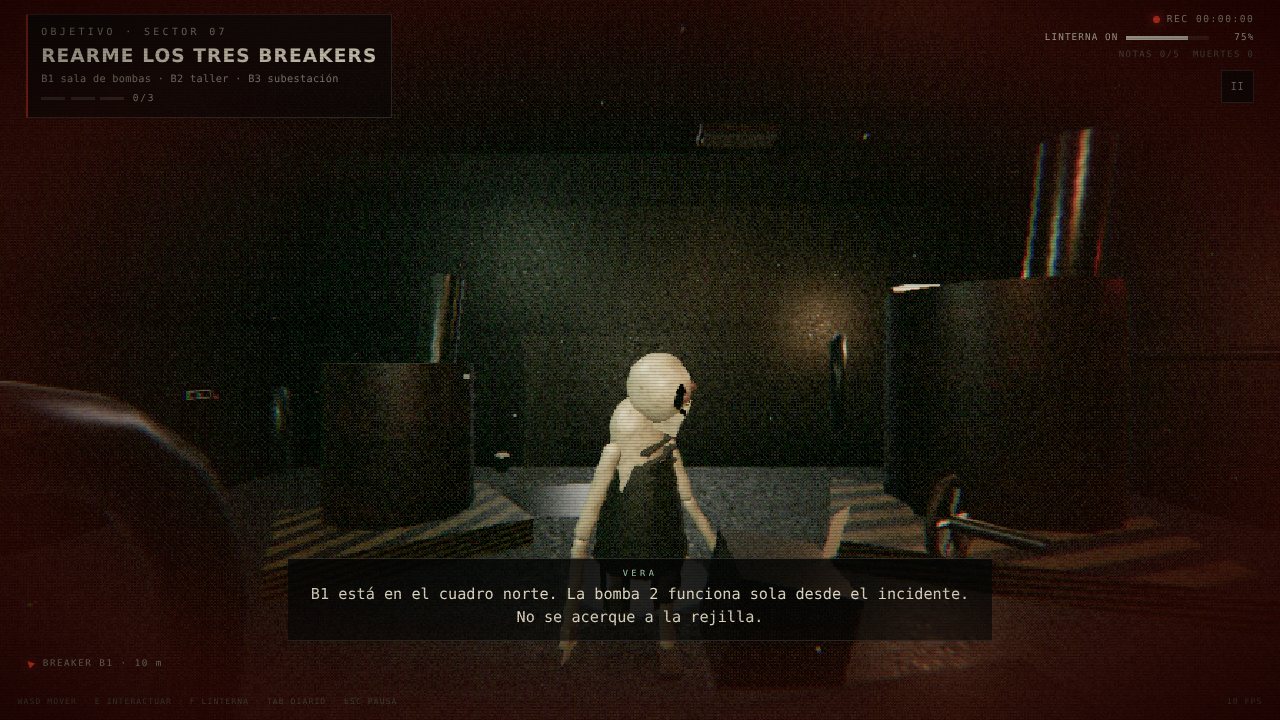 OBJETIVO · SECTOR 07
REARME LOS TRES BREAKERS
B1 sala de bombas · B2 taller · B3 subestación
0/3
REC 00:00:00
LINTERNA ON 75%
NOTAS 0/5 MUERTES 0
II
VERA
B1 está en el cuadro norte. La bomba 2 funciona sola desde el incidente.
No se acerque a la rejilla.
BREAKER B1 · 10 m
WASD MOVER · E INTERACTUAR · F LINTERNA · TAB DIARIO · ESC PAUSA
10 FPS